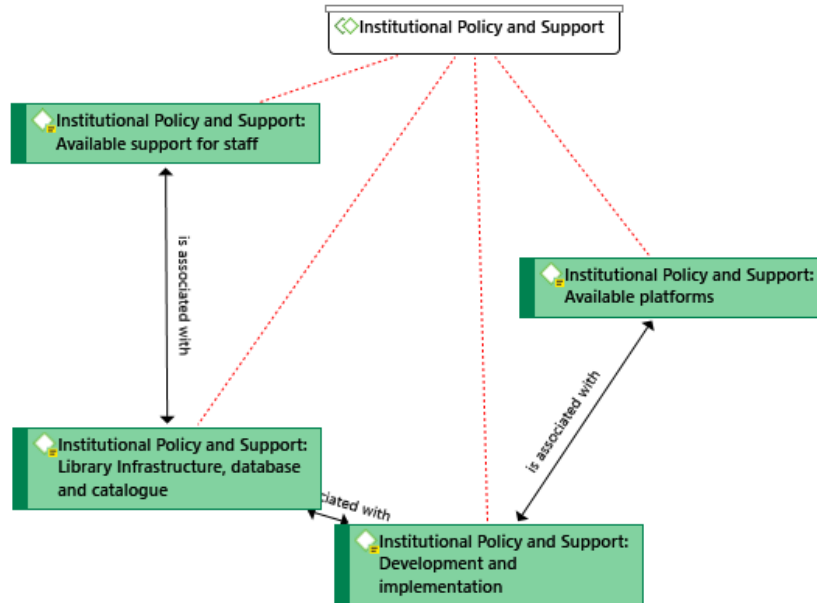 Institutional Policy and Support
Institutional Policy and Support:
Available support for staff
is associated with
Institutional Policy and Support:
Available platforms
is associated with
Institutional Policy and Support:
Library Infrastructure, database
and catalogue
ciated with
Institutional Policy and Support:
Development and
implementation